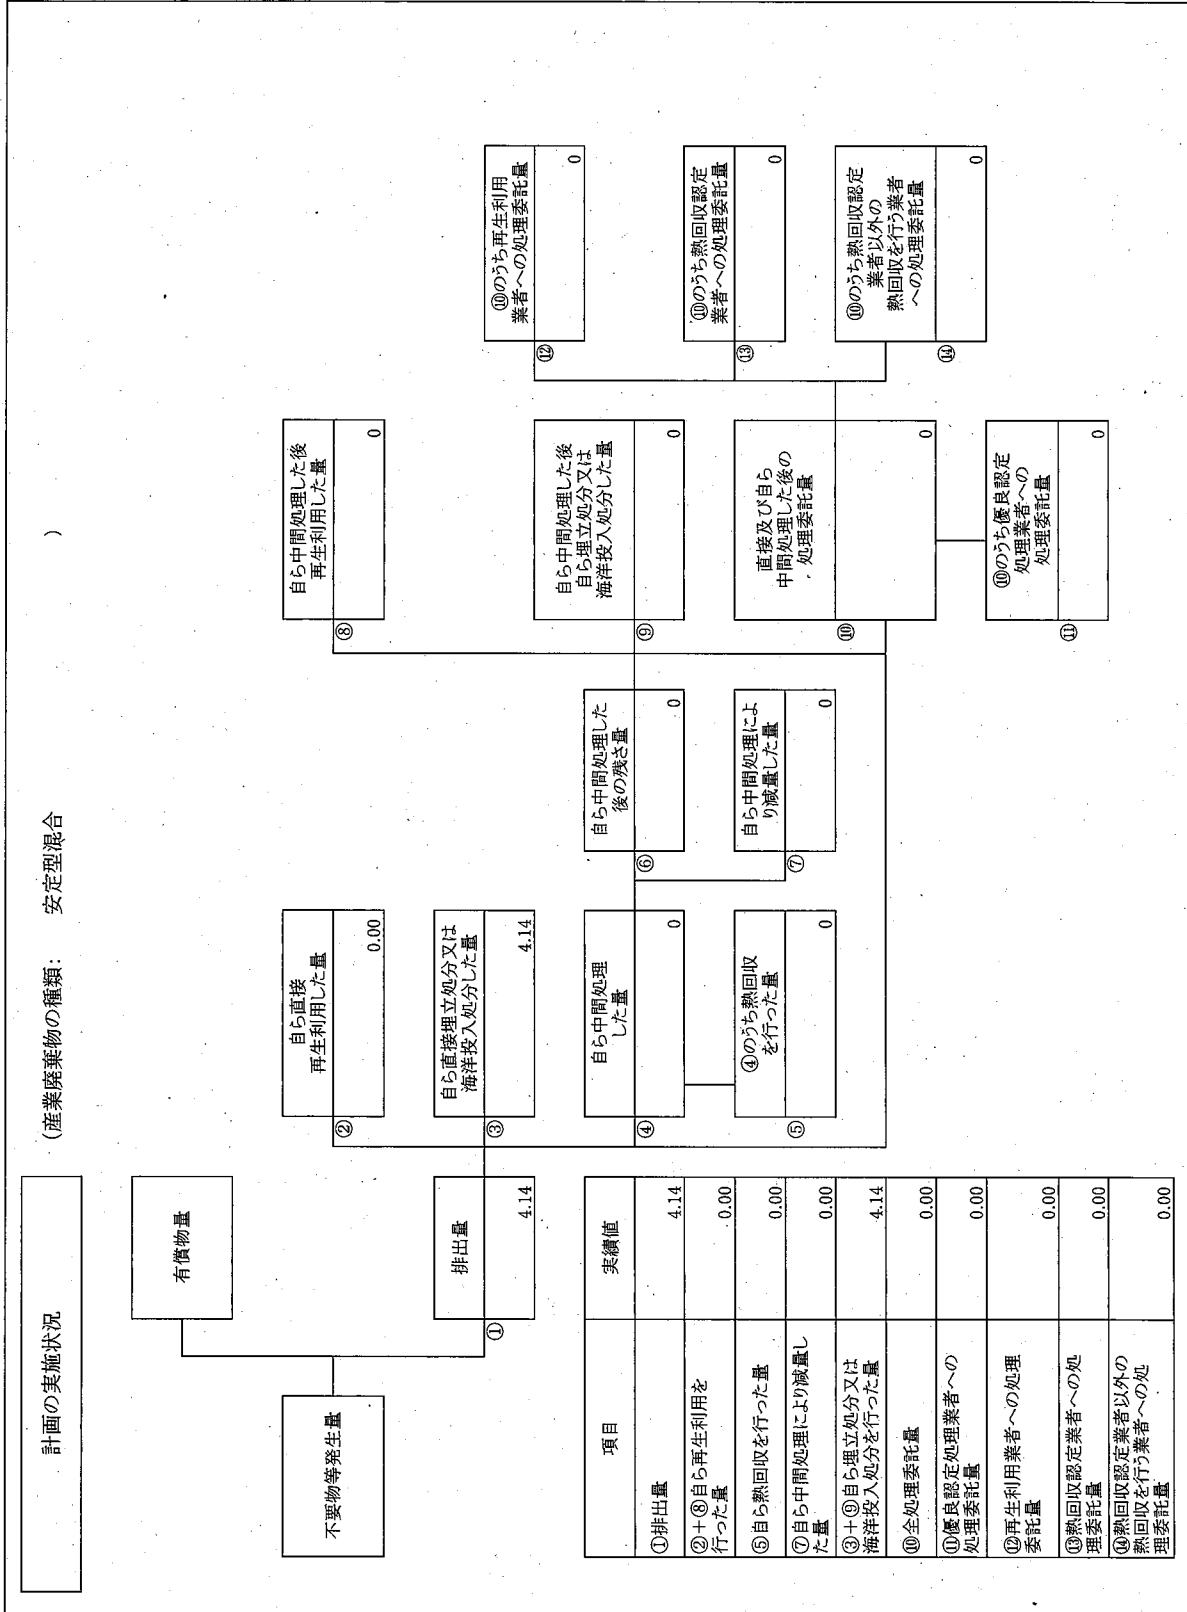 計画の実施状況
(産業廃棄物の種類： 安定型混合 )
不要物等発生量
有償物量
①
排出量
4.14
②
自ら直接
再生利用した量
0.00
③
自ら直接埋立処分又は
海洋投入処分した量
4.14
④
自ら中間処理
した量
0
⑤
④のうち熱回収
を行った量
0
⑥
自ら中間処理した
後の残さ量
0
⑦
自ら中間処理によ
り減量した量
0
⑧
自ら中間処理した後
再生利用した量
0
⑨
自ら中間処理した後
自ら埋立処分又は
海洋投入処分した量
0
⑩
直接及び自ら
中間処理した後の
処理委託量
0
⑪
⑩のうち優良認定
処理業者への
処理委託量
0
⑫
⑩のうち再生利用
業者への処理委託量
0
⑬
⑩のうち熱回収認定
業者への処理委託量
0
⑭
⑩のうち熱回収認定
業者以外の
熱回収を行う業者
への処理委託量
0
項目 実績値
①排出量 4.14
②+⑧自ら再生利用を
行った量 0.00
⑤自ら熱回収を行った量 0.00
⑦自ら中間処理により減量し
た量 0.00
③+⑨自ら埋立処分又は
海洋投入処分を行った量 4.14
⑩全処理委託量 0.00
⑪優良認定処理業者への
処理委託量 0.00
⑫再生利用業者への処理
委託量 0.00
⑬熱回収認定業者への処
理委託量 0.00
⑭熱回収認定業者以外の
熱回収を行う業者への処
理委託量 0.00